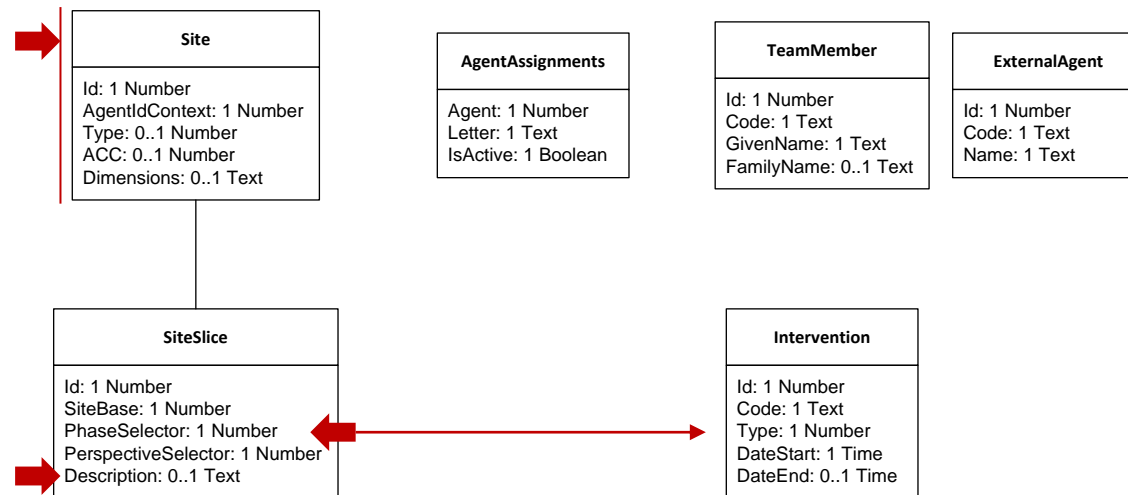 Site
Id: 1 Number
AgentIdContext: 1 Number
Type: 0..1 Number
ACC: 0..1 Number
Dimensions: 0..1 Text
AgentAssignments
Agent: 1 Number
Letter: 1 Text
IsActive: 1 Boolean
TeamMember
Id: 1 Number
Code: 1 Text
GivenName: 1 Text
FamilyName: 0..1 Text
ExternalAgent
Id: 1 Number
Code: 1 Text
Name: 1 Text
SiteSlice
Id: 1 Number
SiteBase: 1 Number
PhaseSelector: 1 Number
PerspectiveSelector: 1 Number
Description: 0..1 Text
Intervention
Id: 1 Number
Code: 1 Text
Type: 1 Number
DateStart: 1 Time
DateEnd: 0..1 Time